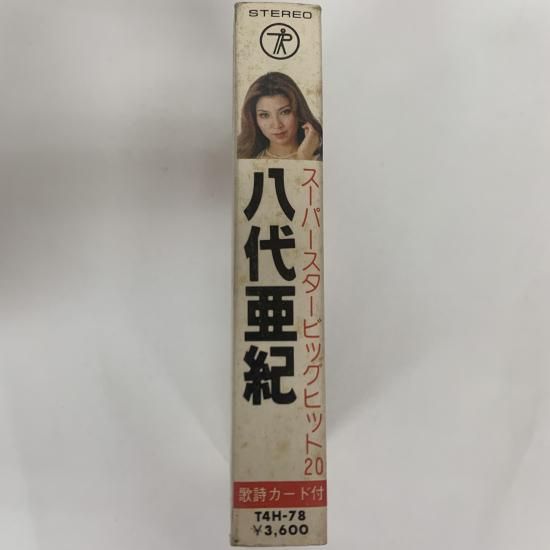 STEREO
スーパースタービッグヒット20
八代亜紀
歌詩カード付
T4H-78
¥3,600